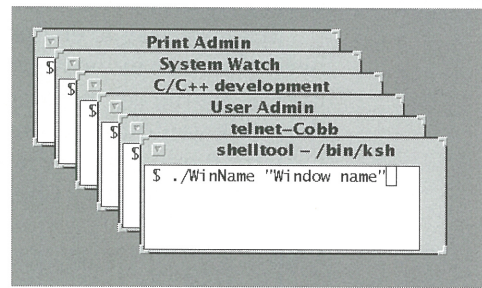 Print Admin
$
System Watch
$
C/C++ development
$
User Admin
$
telnet–Cobb
$
shelltool – /bin/ksh
$ ./WinName "Window name"